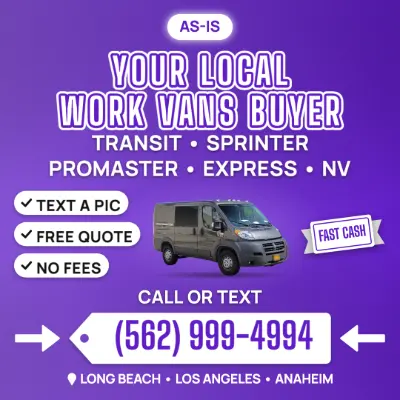 AS-IS
YOUR LOCAL
WORK VANS BUYER
TRANSIT • SPRINTER
PROMASTER • EXPRESS • NV
TEXT A PIC
FREE QUOTE
NO FEES
FAST CASH
CALL OR TEXT
(562) 999-4994
LONG BEACH • LOS ANGELES • ANAHEIM